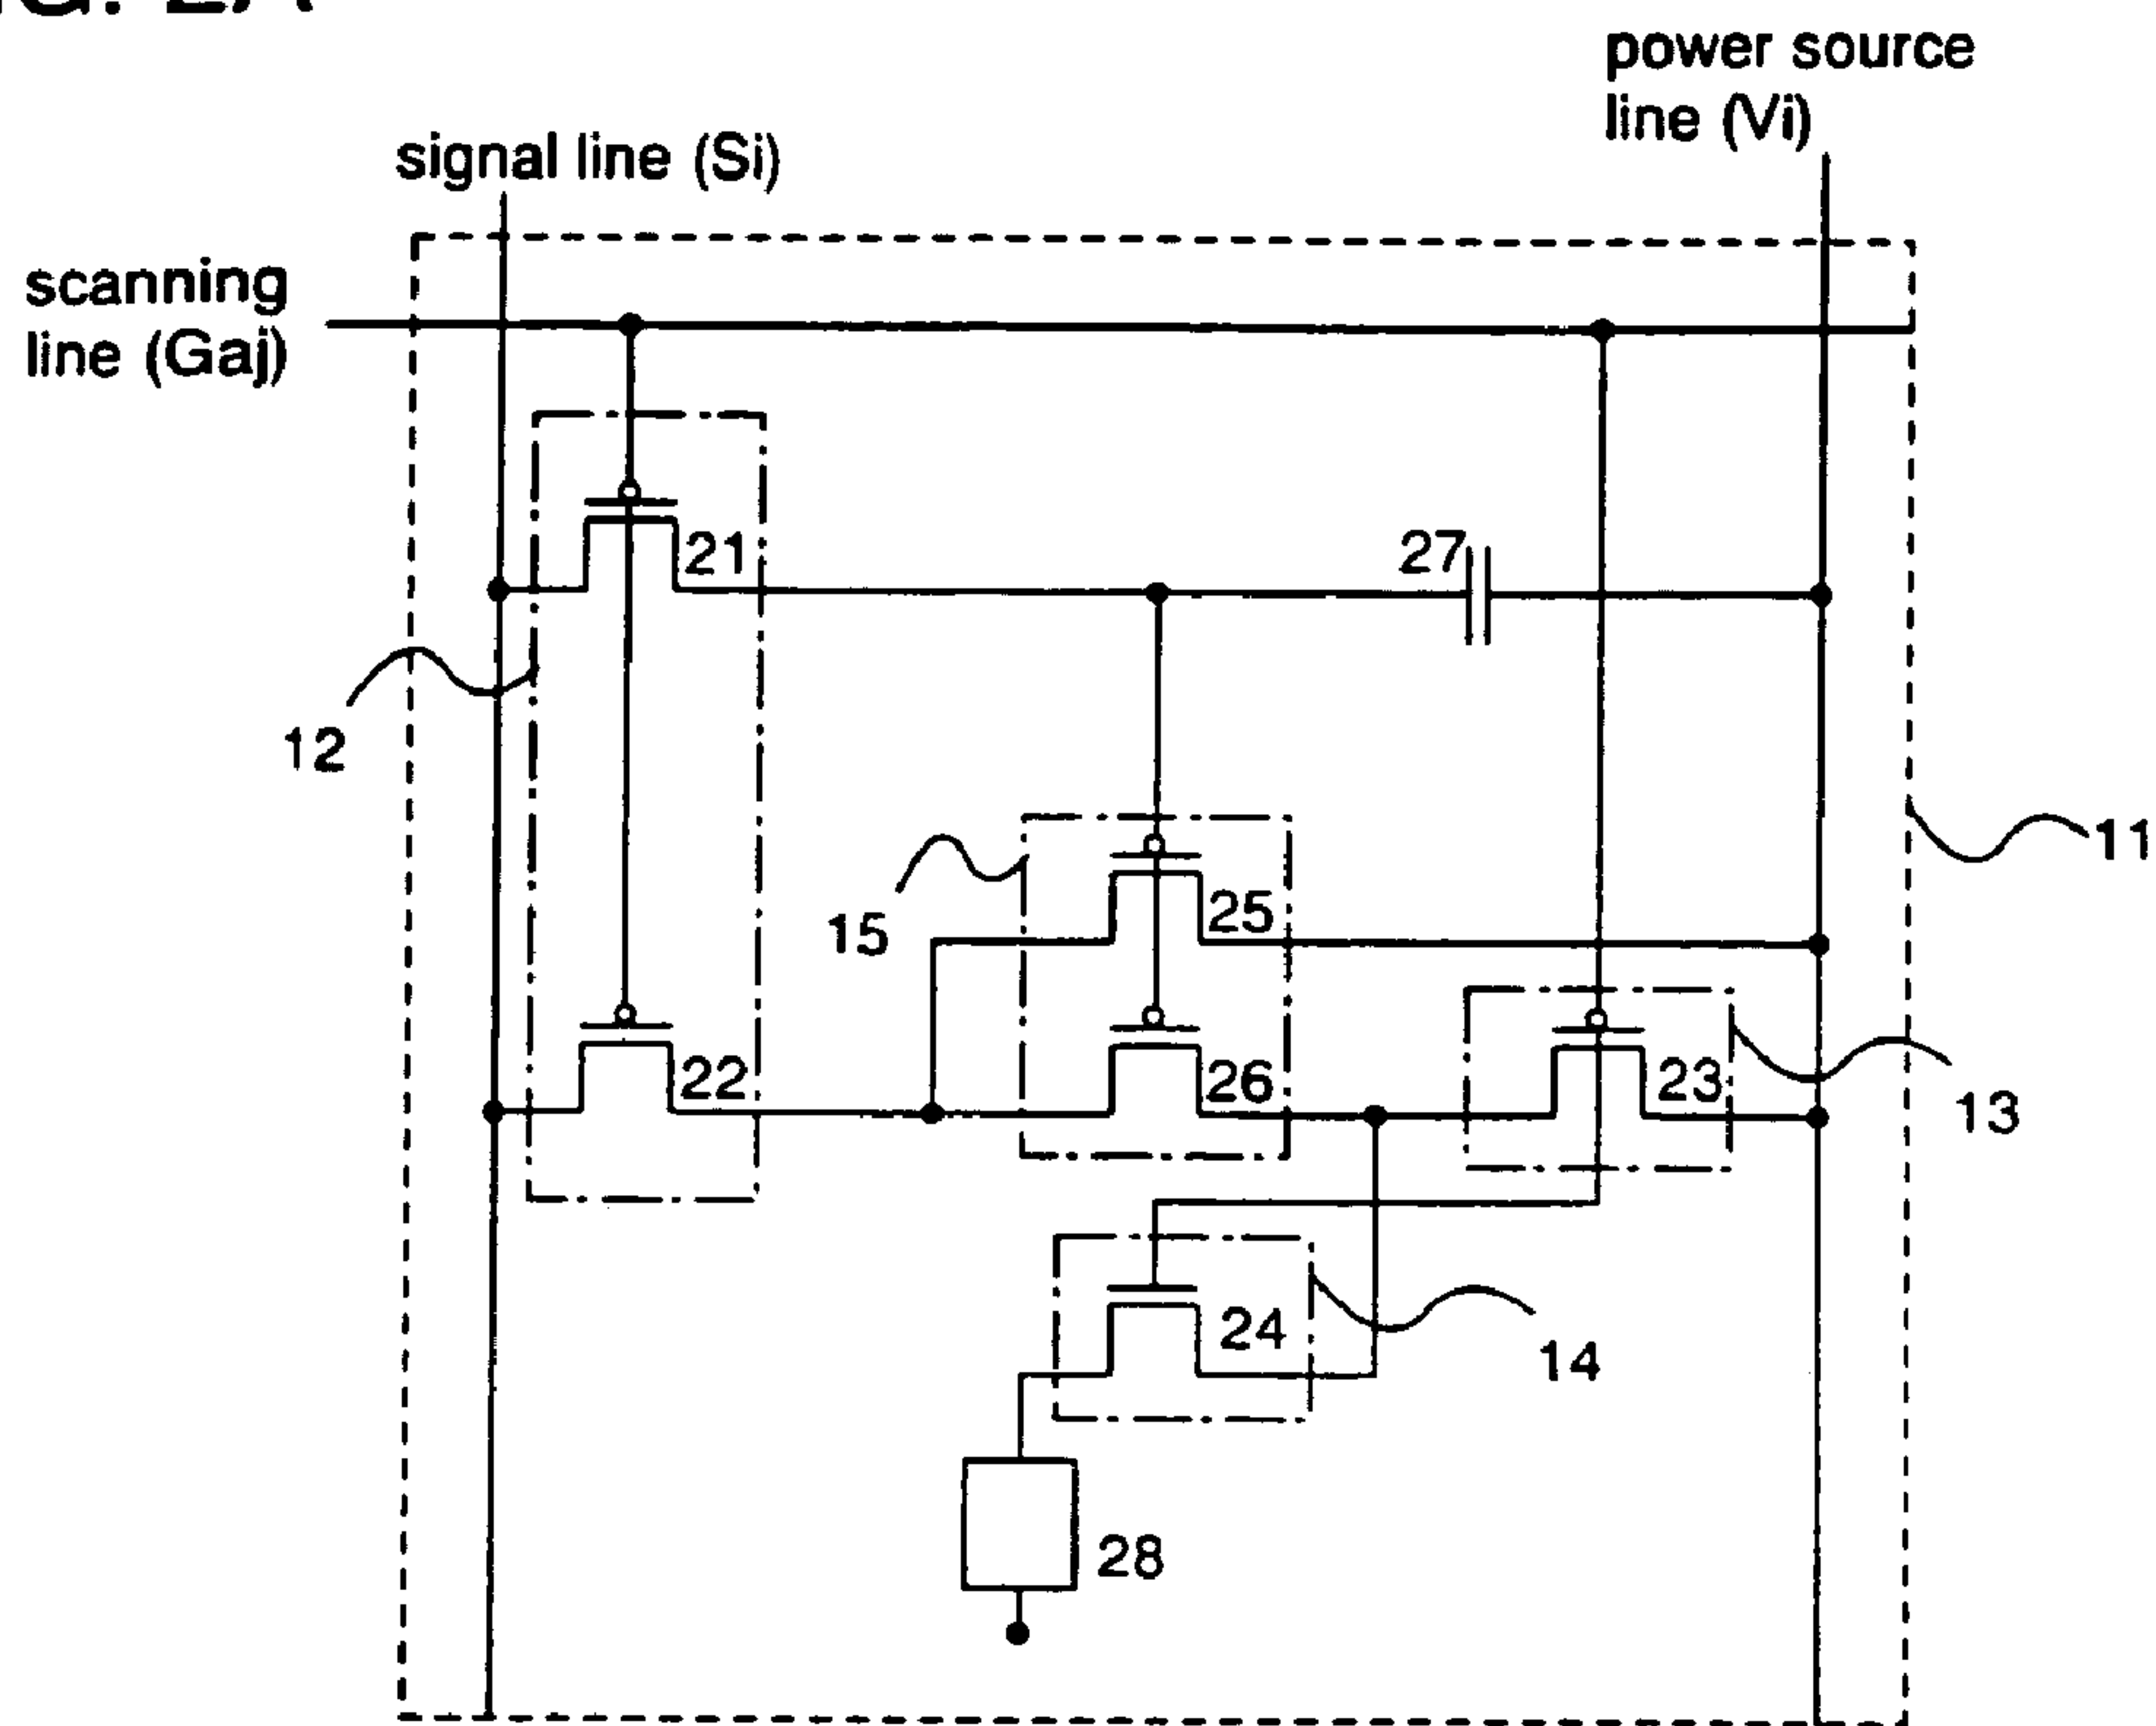 power source
line (Vi)
signal line (Si)
scanning
line (Gaj)
21
27
12
11
25
15
22
26
23
13
24
14
28